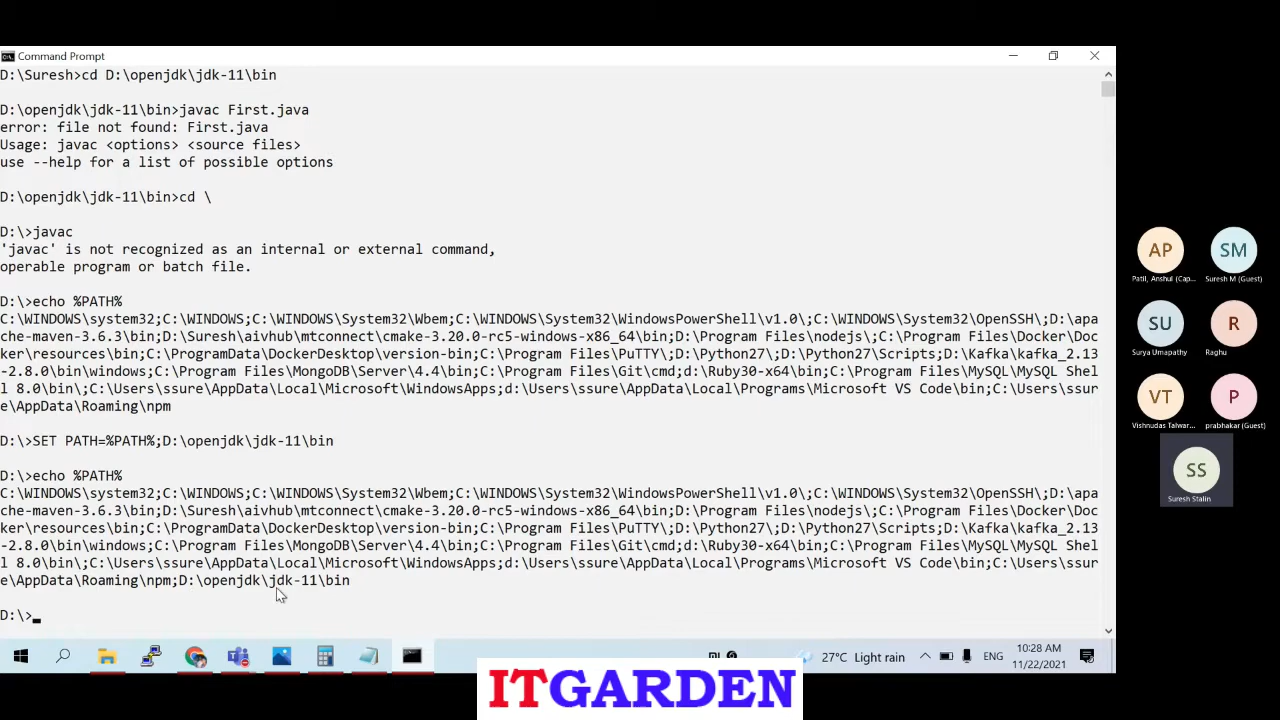 Command Prompt
D:\Suresh>cd D:\openjdk\jdk-11\bin
D:\openjdk\jdk-11\bin>javac First.java
error: file not found: First.java
Usage: javac <options> <source files>
use --help for a list of possible options
D:\openjdk\jdk-11\bin>cd \
D:\>javac
'javac' is not recognized as an internal or external command,
operable program or batch file.
D:\>echo %PATH%
C:\WINDOWS\system32;C:\WINDOWS;C:\WINDOWS\System32\Wbem;C:\WINDOWS\System32\WindowsPowerShell\v1.0\;C:\WINDOWS\System32\OpenSSH\;D:\apa
che-maven-3.6.3\bin;D:\Suresh\aivhub\mtconnect\cmake-3.20.0-rc5-windows-x86_64\bin;D:\Program Files\nodejs\;C:\Program Files\Docker\Doc
ker\resources\bin;C:\ProgramData\DockerDesktop\version-bin;C:\Program Files\PuTTY\;D:\Python27\;D:\Python27\Scripts;D:\Kafka\kafka_2.13
-2.8.0\bin\windows;C:\Program Files\MongoDB\Server\4.4\bin;C:\Program Files\Git\cmd;d:\Ruby30-x64\bin;C:\Program Files\MySQL\MySQL Shel
l 8.0\bin\;C:\Users\ssure\AppData\Local\Microsoft\WindowsApps;d:\Users\ssure\AppData\Local\Programs\Microsoft VS Code\bin;C:\Users\ssur
e\AppData\Roaming\npm
D:\>SET PATH=%PATH%;D:\openjdk\jdk-11\bin
D:\>echo %PATH%
C:\WINDOWS\system32;C:\WINDOWS;C:\WINDOWS\System32\Wbem;C:\WINDOWS\System32\WindowsPowerShell\v1.0\;C:\WINDOWS\System32\OpenSSH\;D:\apa
che-maven-3.6.3\bin;D:\Suresh\aivhub\mtconnect\cmake-3.20.0-rc5-windows-x86_64\bin;D:\Program Files\nodejs\;C:\Program Files\Docker\Doc
ker\resources\bin;C:\ProgramData\DockerDesktop\version-bin;C:\Program Files\PuTTY\;D:\Python27\;D:\Python27\Scripts;D:\Kafka\kafka_2.13
-2.8.0\bin\windows;C:\Program Files\MongoDB\Server\4.4\bin;C:\Program Files\Git\cmd;d:\Ruby30-x64\bin;C:\Program Files\MySQL\MySQL Shel
l 8.0\bin\;C:\Users\ssure\AppData\Local\Microsoft\WindowsApps;d:\Users\ssure\AppData\Local\Programs\Microsoft VS Code\bin;C:\Users\ssur
e\AppData\Roaming\npm;D:\openjdk\jdk-11\bin
D:\>
AP SM
Patil, Anshul (Cap... Suresh M (Guest)
SU R
Surya Umapathy Raghu
VT P
Vishnudas Talwar... prabhakar (Guest)
SS
Suresh Stalin
27°C Light rain ENG 10:28 AM
11/22/2021
ITGARDEN